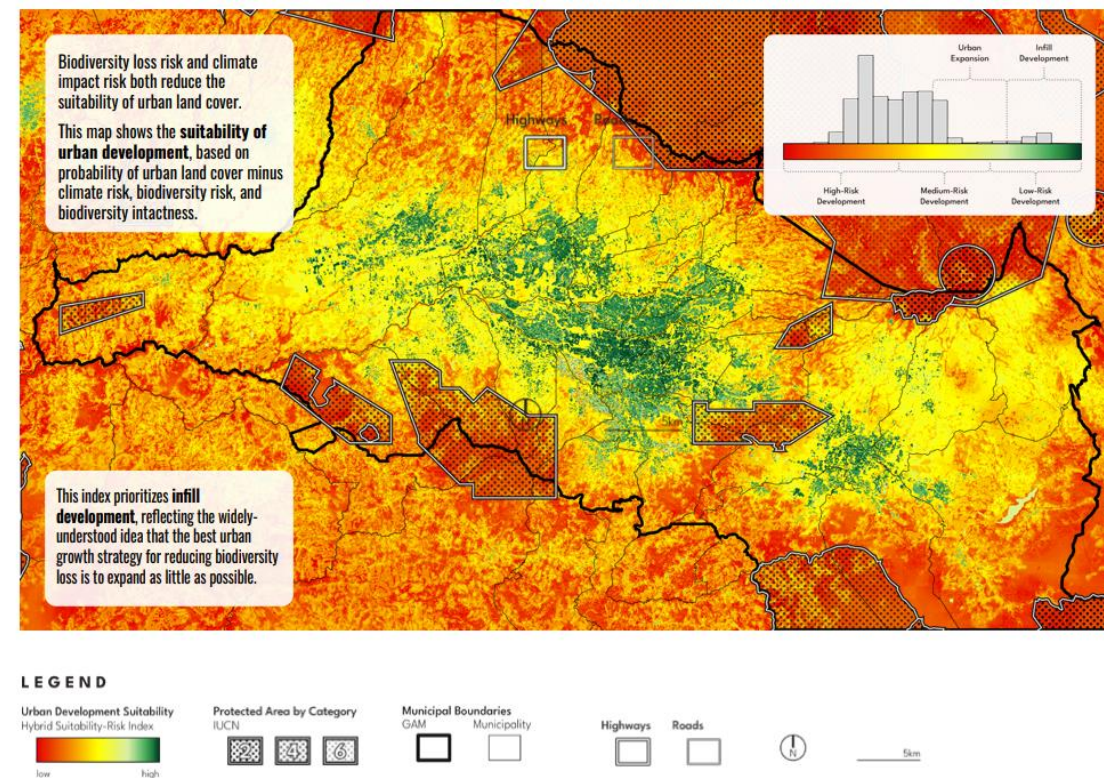 Biodiversity loss risk and climate
impact risk both reduce the
suitability of urban land cover.
This map shows the suitability of
urban development, based on
probability of urban land cover minus
climate risk, biodiversity risk, and
biodiversity intactness.
Urban
Expansion
Infill
Development
High-Risk
Development
Medium-Risk
Development
Low-Risk
Development
Highways
Roads
N
5km
This index prioritizes infill
development, reflecting the widely-
understood idea that the best urban
growth strategy for reducing biodiversity
loss is to expand as little as possible.
LEGEND
Urban Development Suitability
Hybrid Suitability-Risk Index
low
high
Protected Area by Category
IUCN
2
4
6
Municipal Boundaries
GAM
Municipality
Highways
Roads
N
5km